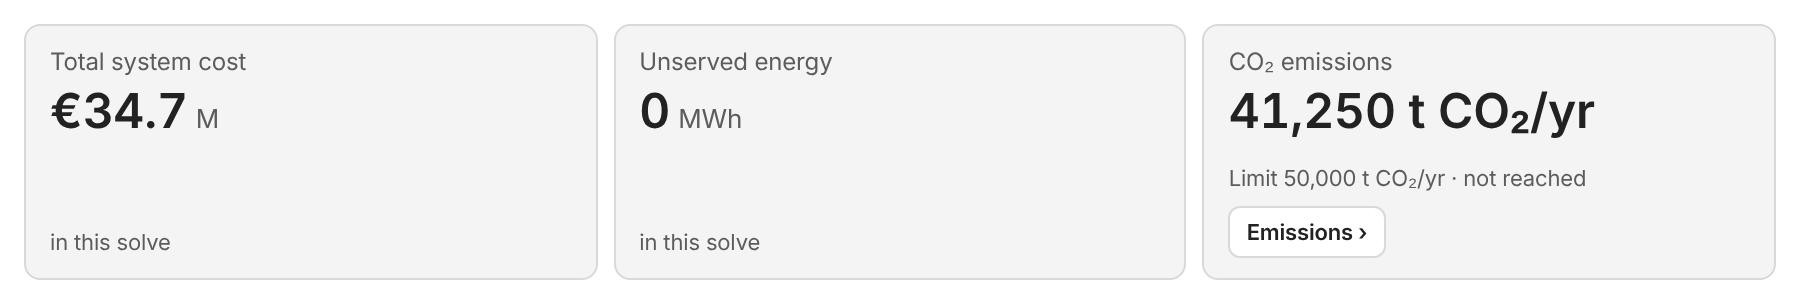 Total system cost
€34.7 M
in this solve
Unserved energy
0 MWh
in this solve
CO₂ emissions
41,250 t CO₂/yr
Limit 50,000 t CO₂/yr · not reached
Emissions ›